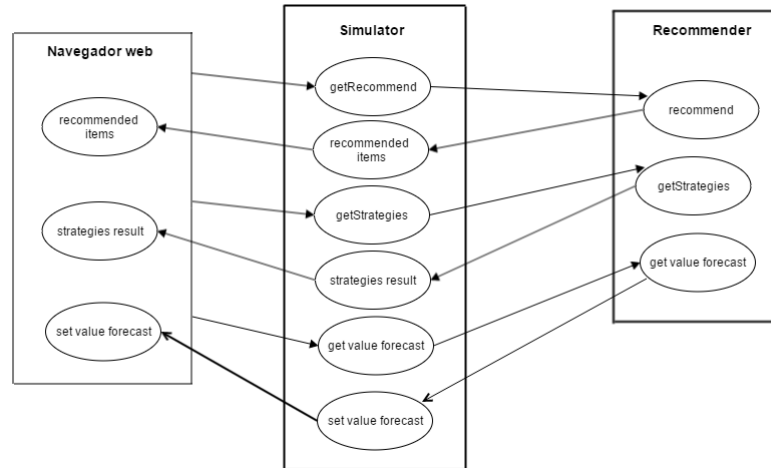 Navegador web
recommended
items
strategies result
set value forecast
Simulator
getRecommend
recommended
items
getStrategies
strategies result
get value forecast
set value forecast
Recommender
recommend
getStrategies
get value forecast